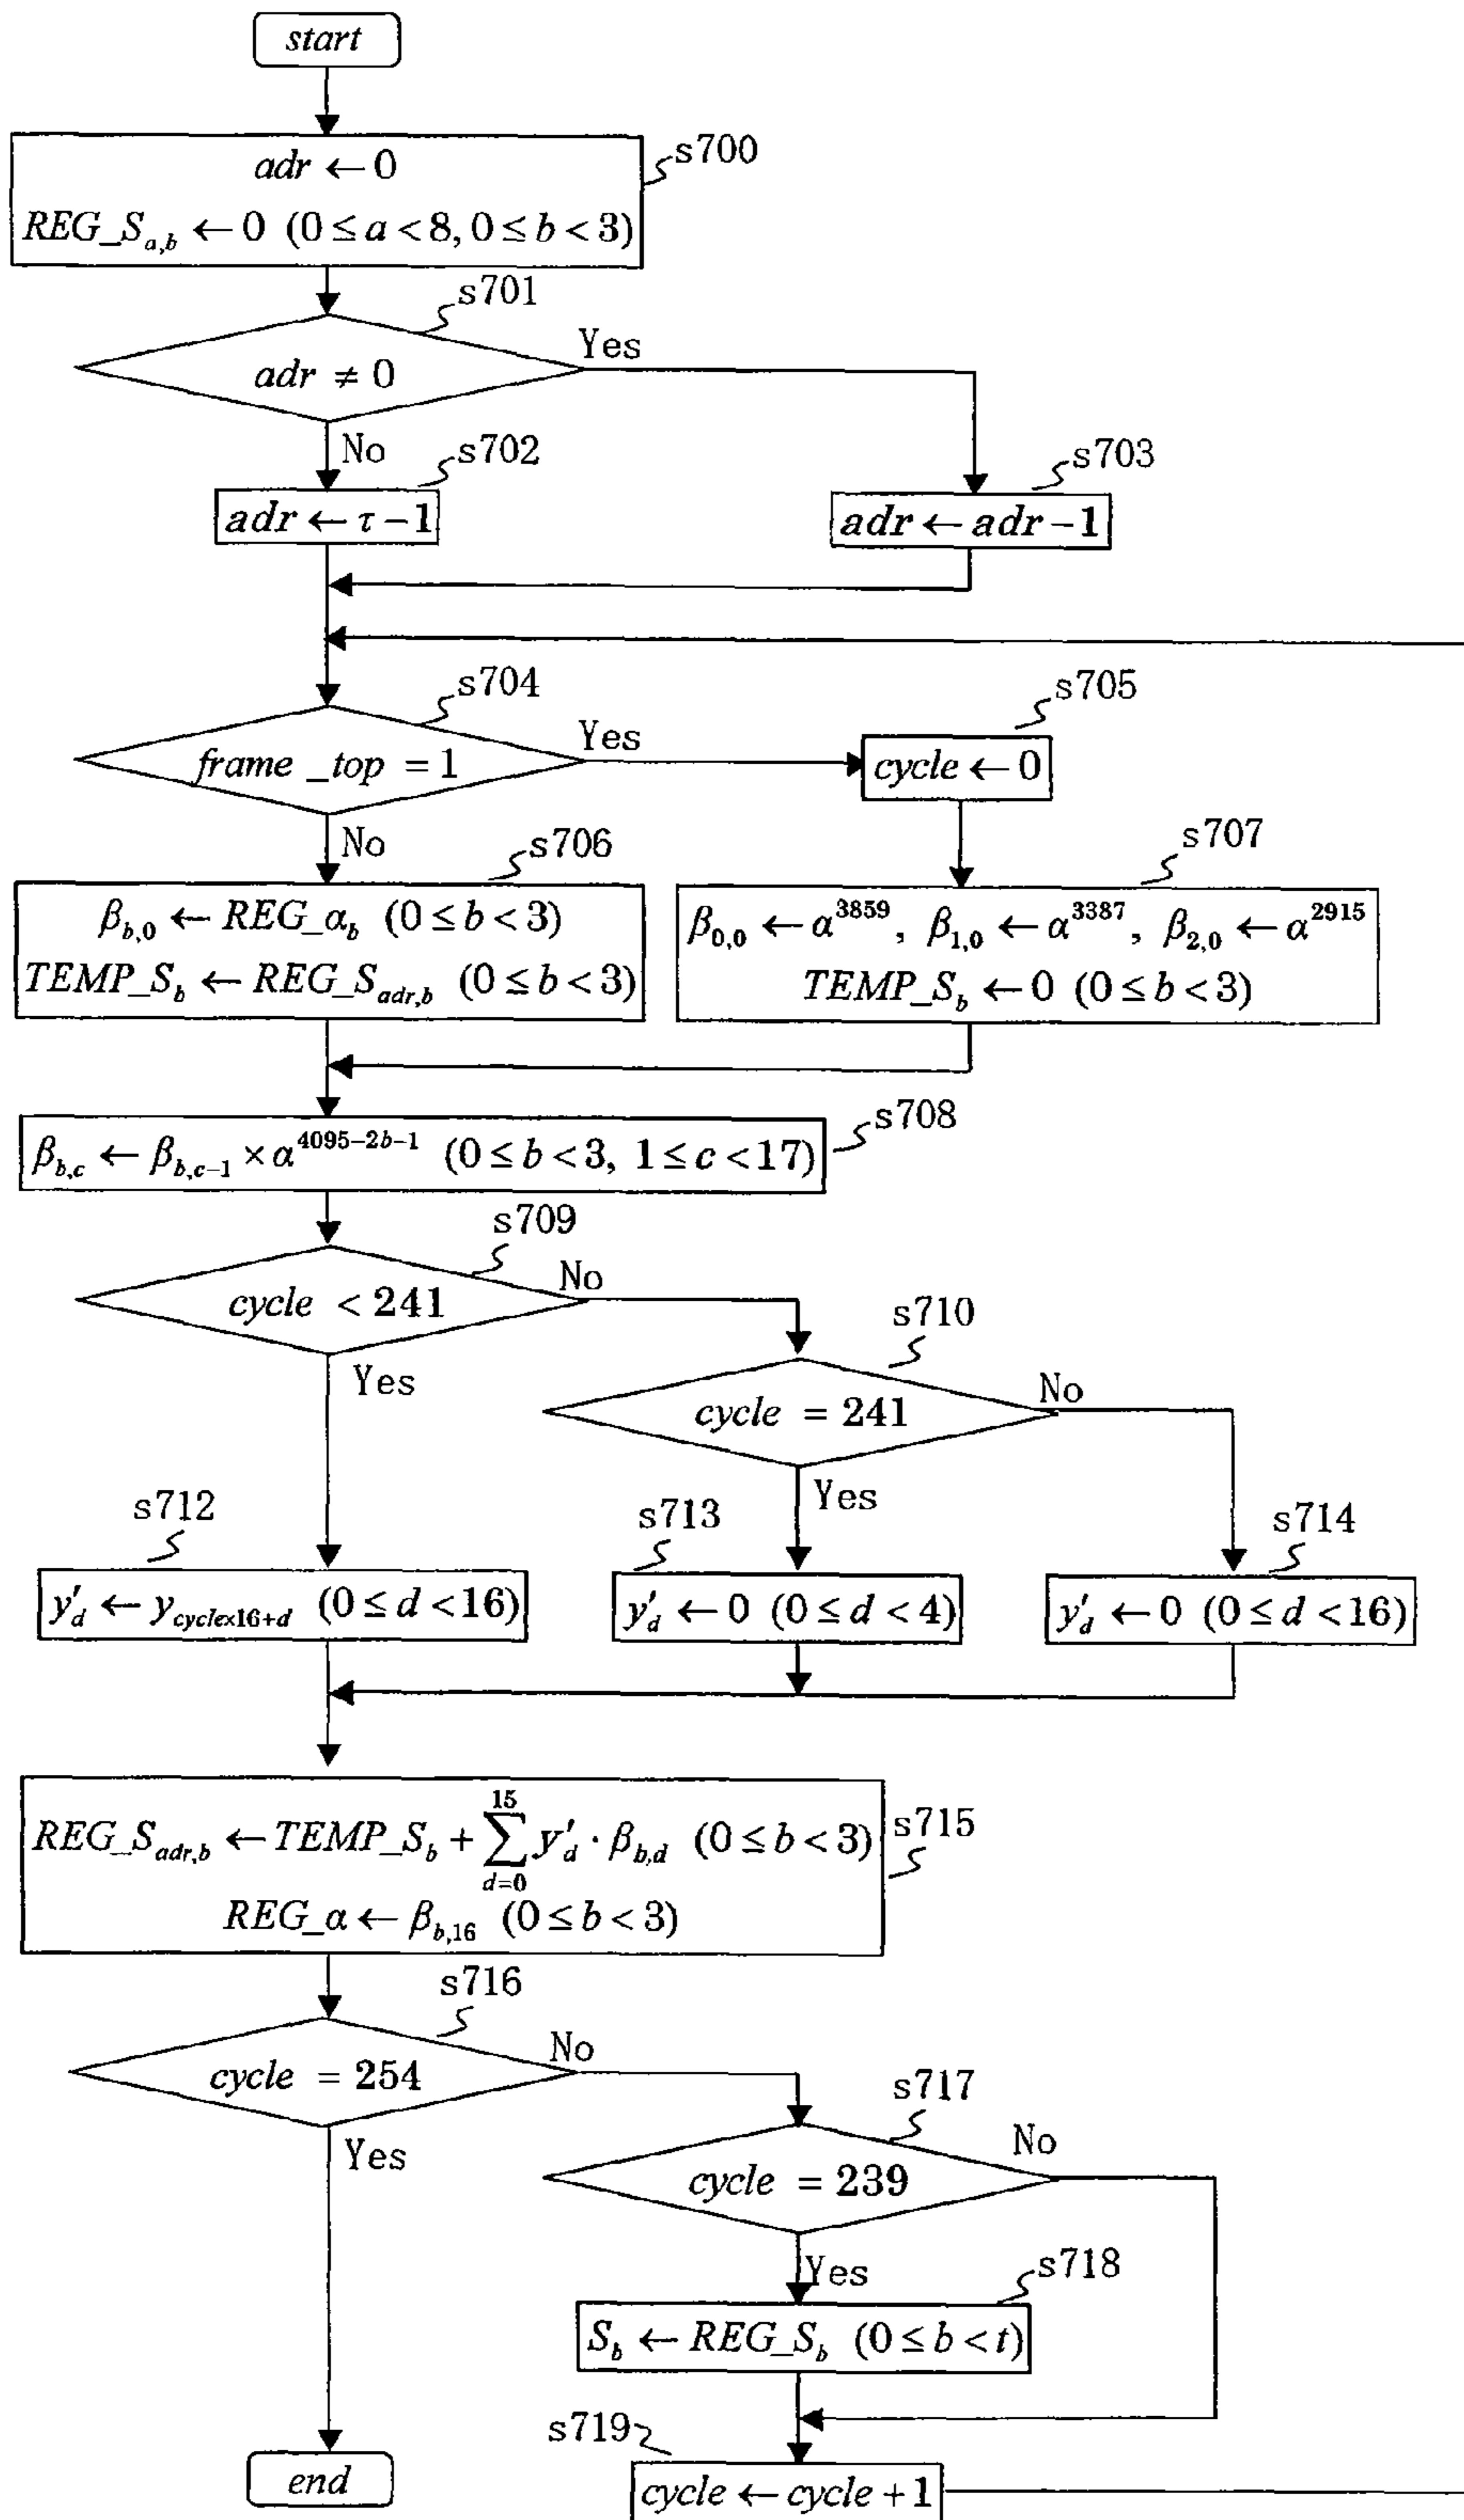 start
s700
adr ← 0
REG_S_{a,b} ← 0 (0 ≤ a < 8, 0 ≤ b < 3)
s701
adr ≠ 0
Yes
No
s702
s703
adr ← τ − 1
adr ← adr − 1
s704
s705
frame _top = 1
Yes
cycle ← 0
No
s706
s707
β_{b,0} ← REG_α_b (0 ≤ b < 3)
TEMP_S_b ← REG_S_{adr,b} (0 ≤ b < 3)
β_{0,0} ← α^{3859}, β_{1,0} ← α^{3387}, β_{2,0} ← α^{2915}
TEMP_S_b ← 0 (0 ≤ b < 3)
s708
β_{b,c} ← β_{b,c−1} × α^{4095−2b−1} (0 ≤ b < 3, 1 ≤ c < 17)
s709
cycle < 241
No
Yes
s710
cycle = 241
No
Yes
s712
s713
s714
y′_d ← y_{cycle×16+d} (0 ≤ d < 16)
y′_d ← 0 (0 ≤ d < 4)
y′_d ← 0 (0 ≤ d < 16)
s715
REG_S_{adr,b} ← TEMP_S_b + ∑_{d=0}^{15} y′_d · β_{b,d} (0 ≤ b < 3)
REG_α ← β_{b,16} (0 ≤ b < 3)
s716
cycle = 254
No
Yes
s717
cycle = 239
No
Yes
s718
S_b ← REG_S_b (0 ≤ b < t)
s719
cycle ← cycle + 1
end